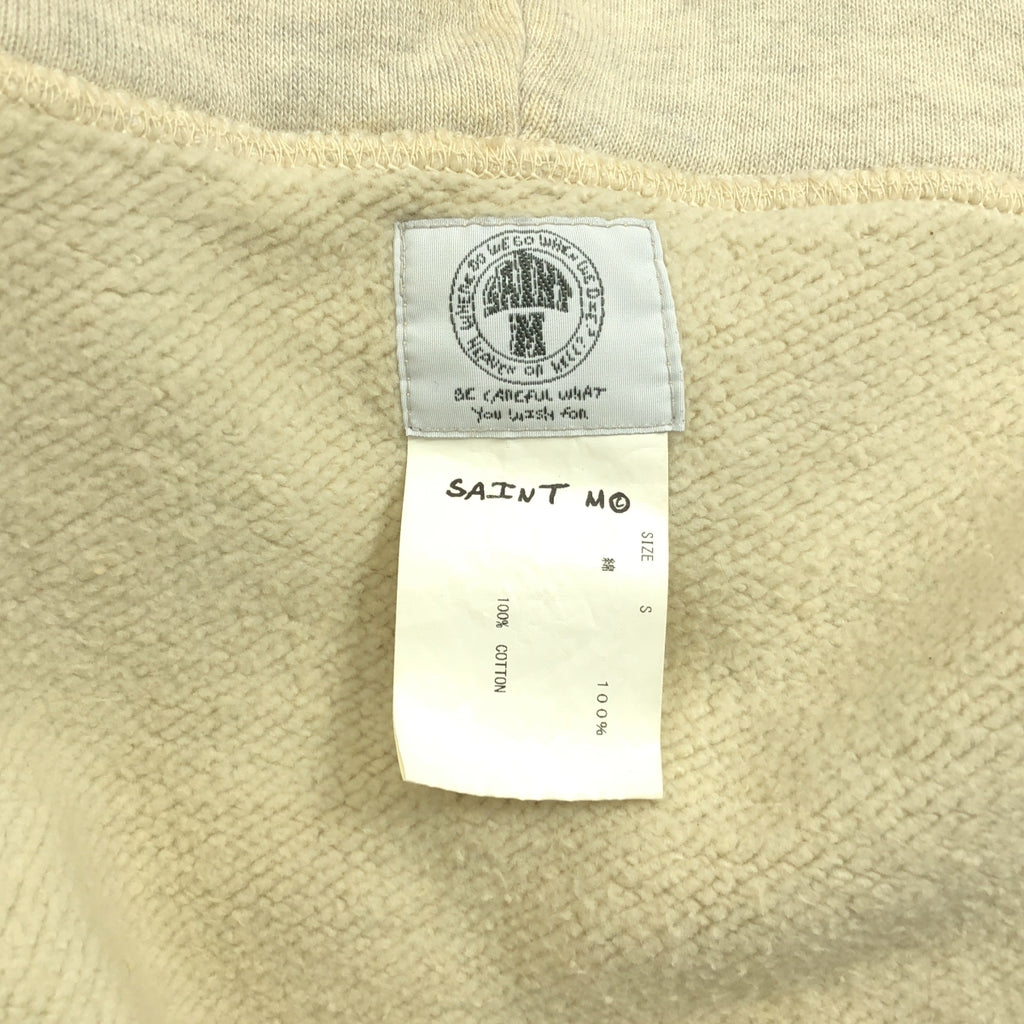 WHERE DO WE GO WHEN WE DIE?
HEAVEN OR HELL?
SAINT
M
BE CAREFUL WHAT
YOU WISH FOR
SAINT M©
SIZE S
綿 100%
100% COTTON